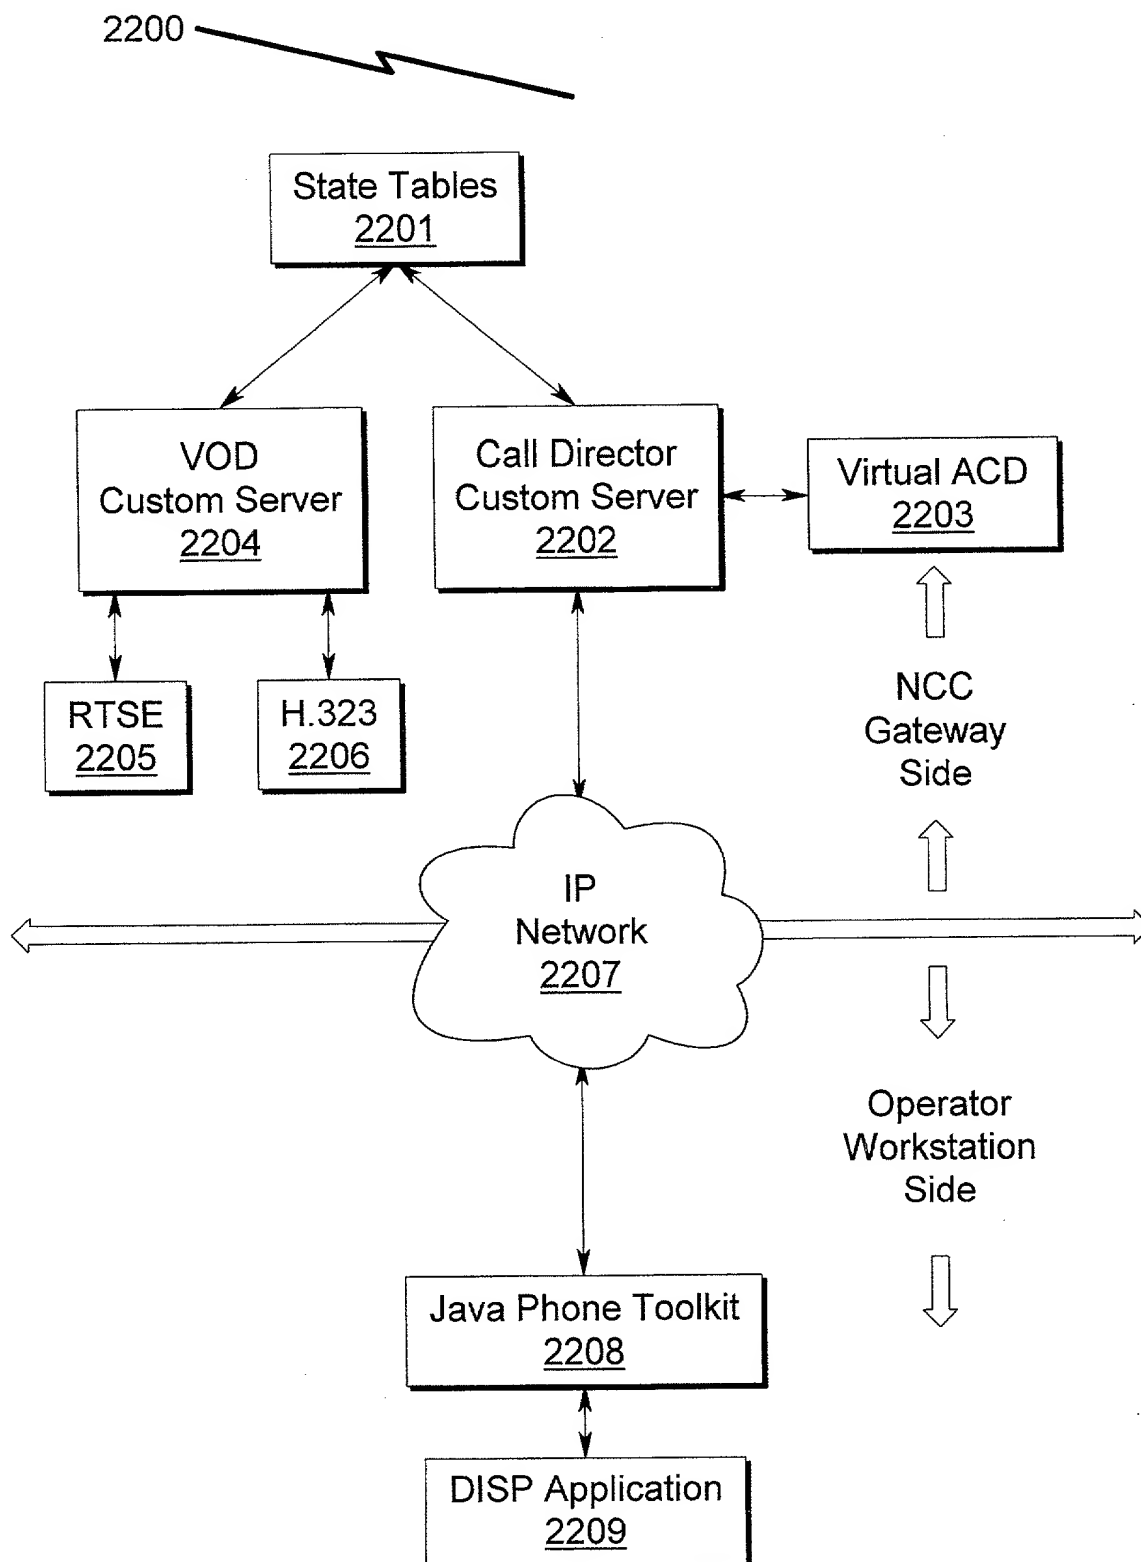 2200
State Tables
2201
VOD
Custom Server
2204
Call Director
Custom Server
2202
Virtual ACD
2203
RTSE
2205
H.323
2206
NCC
Gateway
Side
IP
Network
2207
Operator
Workstation
Side
Java Phone Toolkit
2208
DISP Application
2209